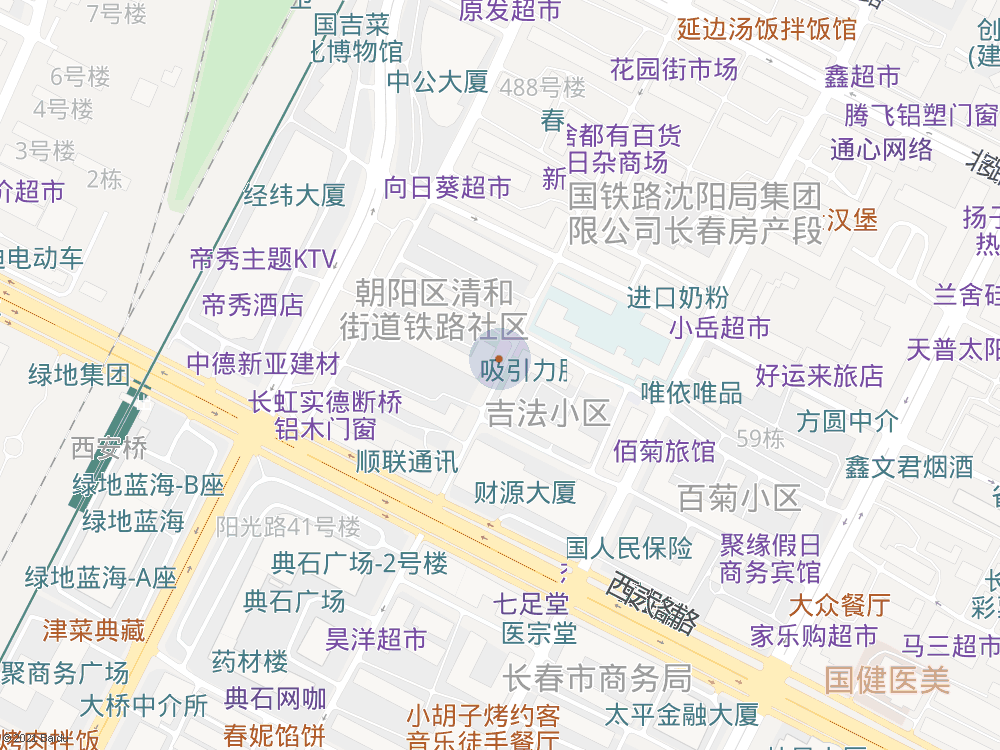 7号楼
国吉菜
化博物馆
原发超市
延边汤饭拌饭馆
创
(建
6号楼
中公大厦
488号楼
花园街市场
鑫超市
4号楼
春
啥都有百货
日杂商场
腾飞铝塑门窗
通心网络
3号楼
2栋
价超市
经纬大厦
向日葵超市
新
国铁路沈阳局集团
限公司长春房产段
汉堡
扬子
热
迪电动车
帝秀主题KTV
帝秀酒店
朝阳区清和
街道铁路社区
进口奶粉
小岳超市
兰舍硅
天普太阳
绿地集团
中德新亚建材
吸引力服
唯依唯品
好运来旅店
长虹实德断桥
铝木门窗
吉法小区
方圆中介
西安桥
顺联通讯
佰菊旅馆
59栋
鑫文君烟酒
绿地蓝海-B座
绿地蓝海
财源大厦
百菊小区
阳光路41号楼
典石广场-2号楼
国人民保险
聚缘假日
商务宾馆
绿地蓝海-A座
典石广场
七足堂
医宗堂
西安大路
长
彩
大众餐厅
津菜典藏
昊洋超市
家乐购超市
马三超市
聚商务广场
药材楼
长春市商务局
国健医美
大桥中介所
典石网咖
小胡子烤约客
音乐徒手餐厅
太平金融大厦
春妮馅饼
烤肉拌饭
© 2021 Baidu